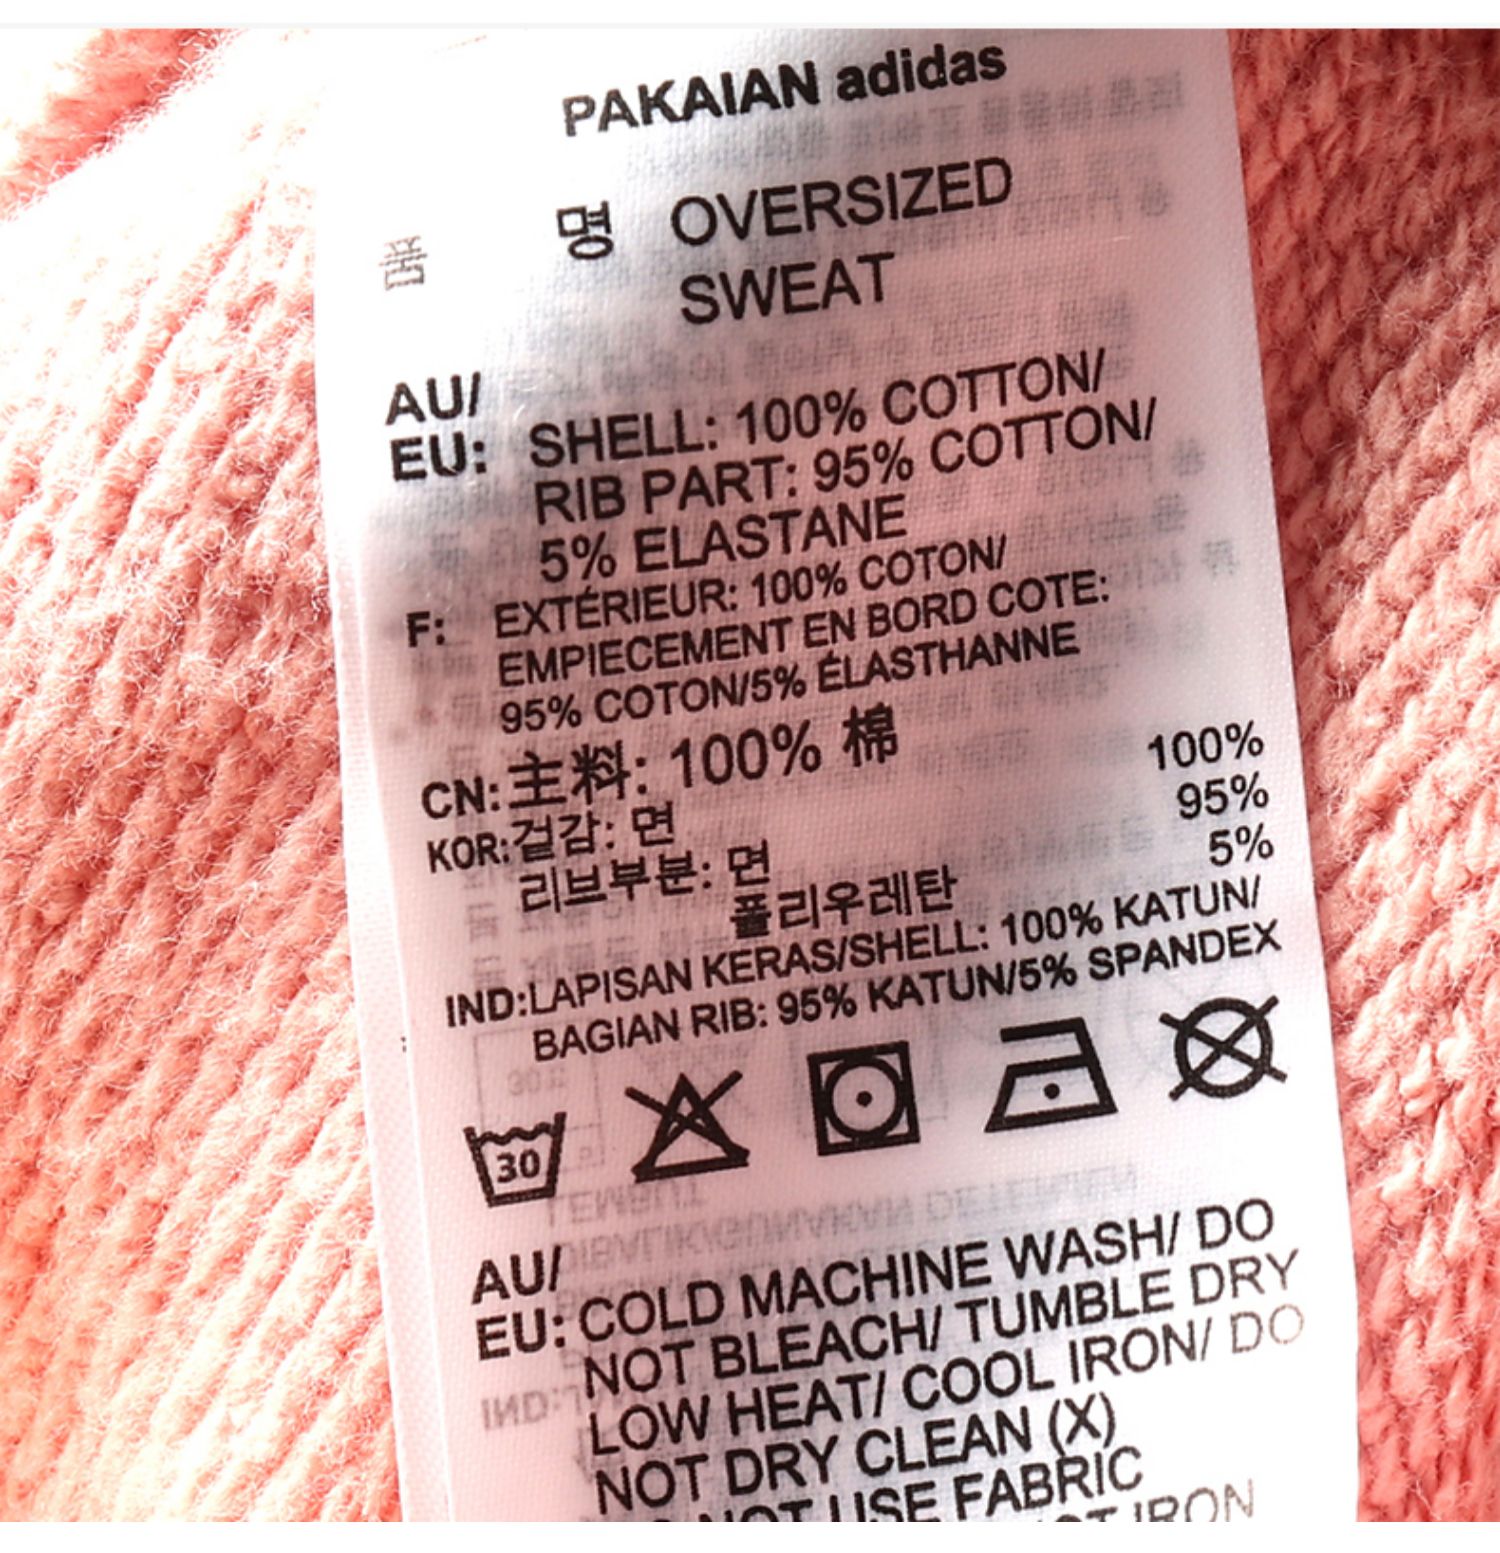 PAKAIAN adidas
품 명 OVERSIZED
SWEAT
AU/
EU: SHELL: 100% COTTON/
RIB PART: 95% COTTON/
5% ELASTANE
F: EXTÉRIEUR: 100% COTON/
EMPIECEMENT EN BORD COTE:
95% COTON/5% ÉLASTHANNE
CN: 主料: 100% 棉
KOR: 겉감: 면 100%
리브부분: 면 95%
폴리우레탄 5%
IND: LAPISAN KERAS/SHELL: 100% KATUN/
BAGIAN RIB: 95% KATUN/5% SPANDEX
30
AU/
EU: COLD MACHINE WASH/ DO
NOT BLEACH/ TUMBLE DRY
LOW HEAT/ COOL IRON/ DO
NOT DRY CLEAN (X)
NOT USE FABRIC
IRON